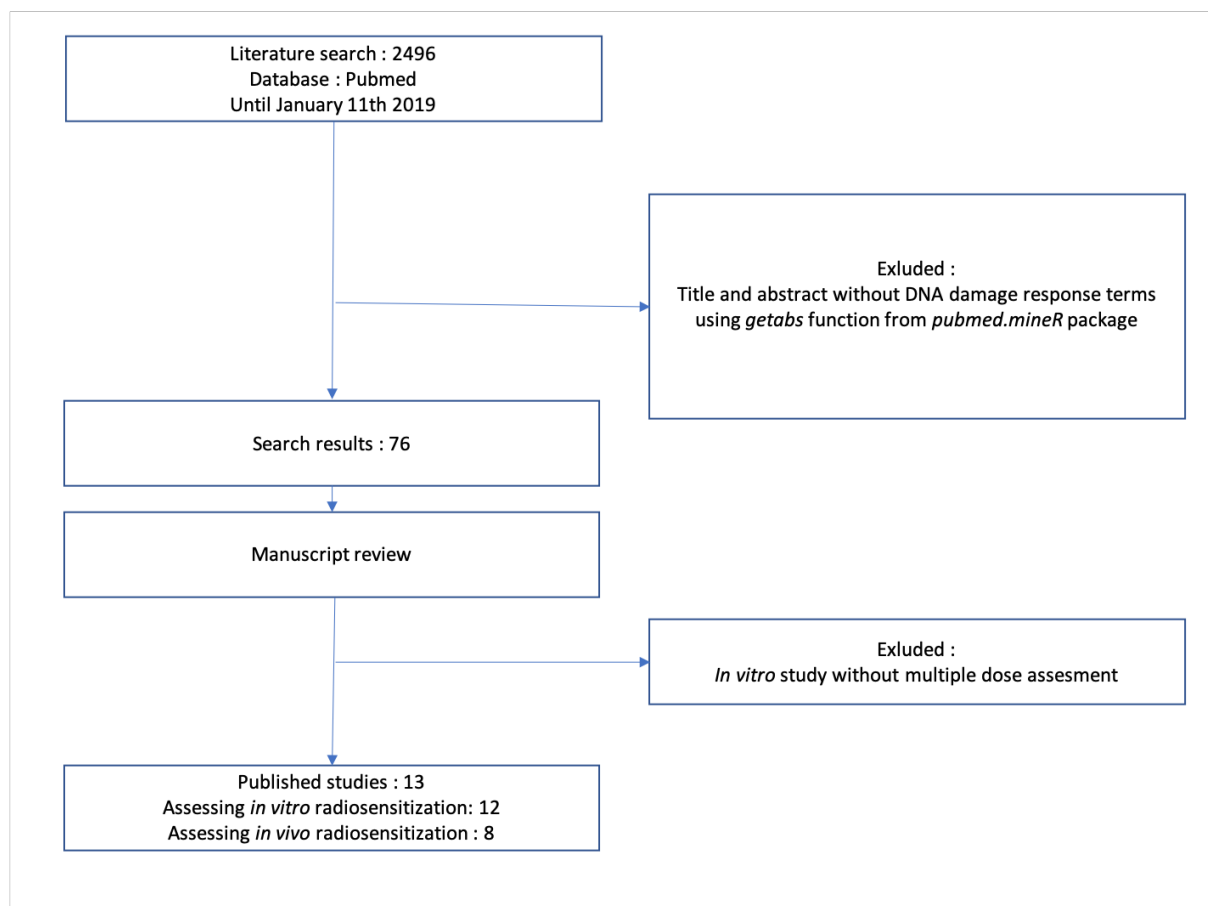 Literature search : 2496
Database : Pubmed
Until January 11th 2019
Exluded :
Title and abstract without DNA damage response terms
using getabs function from pubmed.mineR package
Search results : 76
Manuscript review
Exluded :
In vitro study without multiple dose assesment
Published studies : 13
Assessing in vitro radiosensitization: 12
Assessing in vivo radiosensitization : 8